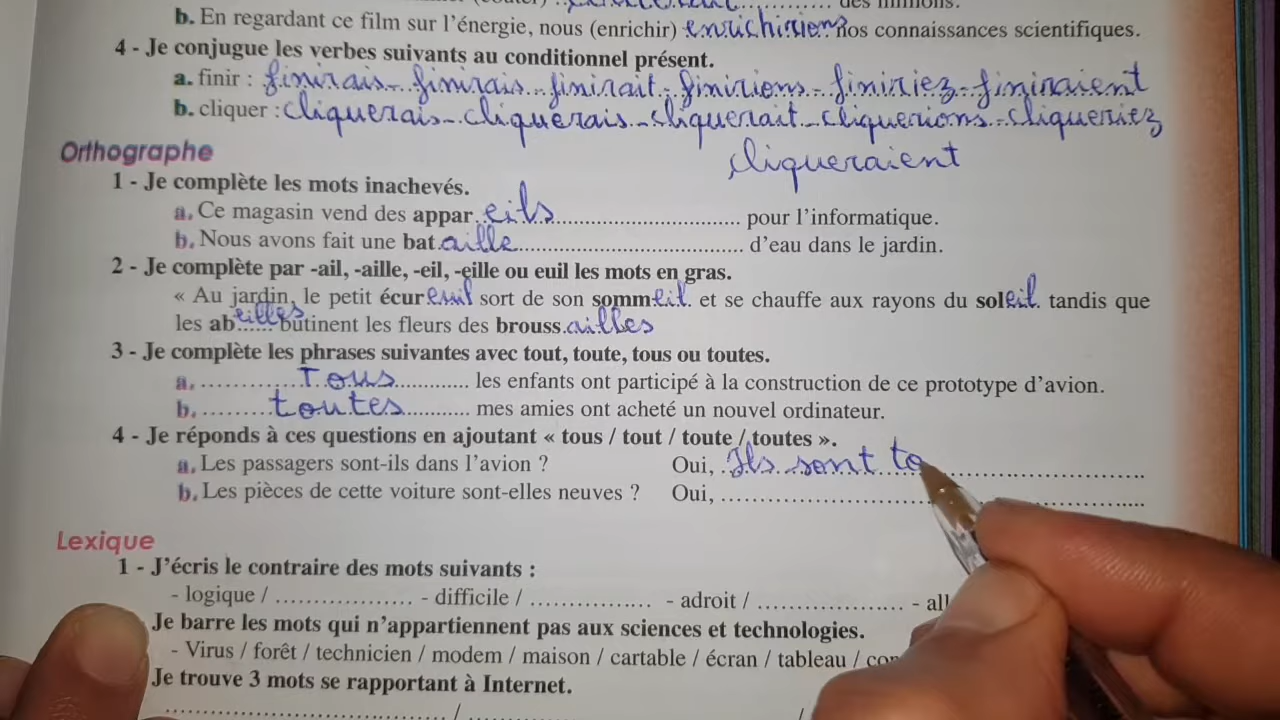 des millions.
b. En regardant ce film sur l'énergie, nous (enrichir) enrichirions nos connaissances scientifiques.
4 - Je conjugue les verbes suivants au conditionnel présent.
a. finir : finirais - finirais - finirait - finirions - finiriez - finiraient
b. cliquer : cliquerais - cliquerais - cliquerait - cliquerions - cliqueriez
cliqueraient
Orthographe
1 - Je complète les mots inachevés.
a. Ce magasin vend des appar eils pour l'informatique.
b. Nous avons fait une bat aille d'eau dans le jardin.
2 - Je complète par -ail, -aille, -eil, -eille ou euil les mots en gras.
« Au jardin, le petit écureuil sort de son sommeil. et se chauffe aux rayons du soleil. tandis que
les abeilles butinent les fleurs des brouss.ailles
3 - Je complète les phrases suivantes avec tout, toute, tous ou toutes.
a. ............Tous............ les enfants ont participé à la construction de ce prototype d'avion.
b. .........toutes............ mes amies ont acheté un nouvel ordinateur.
4 - Je réponds à ces questions en ajoutant « tous / tout / toute / toutes ».
a. Les passagers sont-ils dans l'avion ? Oui, Ils sont to
b. Les pièces de cette voiture sont-elles neuves ? Oui, ....................
Lexique
1 - J'écris le contraire des mots suivants :
- logique / .................. - difficile / ................ - adroit / ................... - all
Je barre les mots qui n'appartiennent pas aux sciences et technologies.
- Virus / forêt / technicien / modem / maison / cartable / écran / tableau /
Je trouve 3 mots se rapportant à Internet.
..................................... / ..................... /